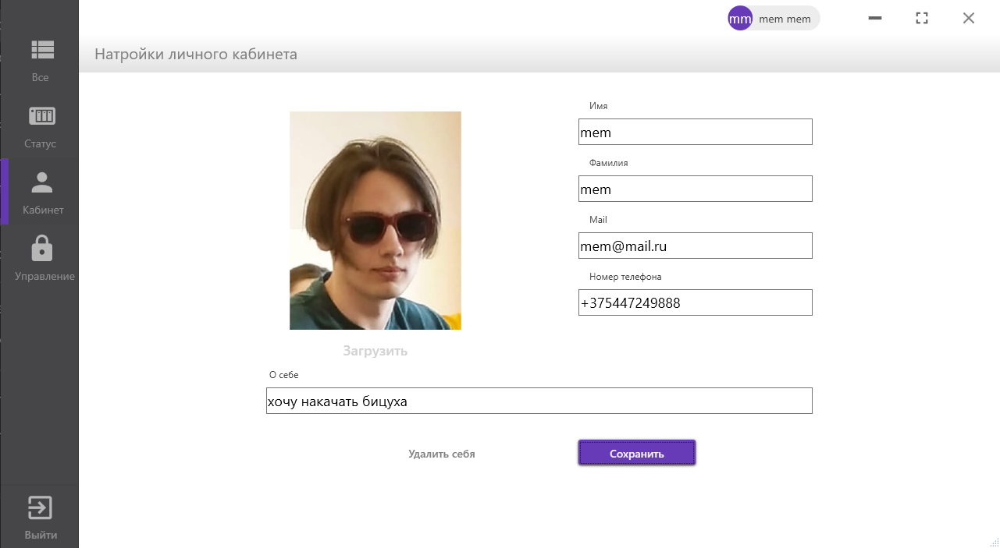 mm mem mem
Натройки личного кабинета
Все
Статус
Кабинет
Управление
Выйти
Имя
mem
Фамилия
mem
Mail
mem@mail.ru
Номер телефона
+375447249888
Загрузить
О себе
хочу накачать бицуха
Удалить себя
Сохранить